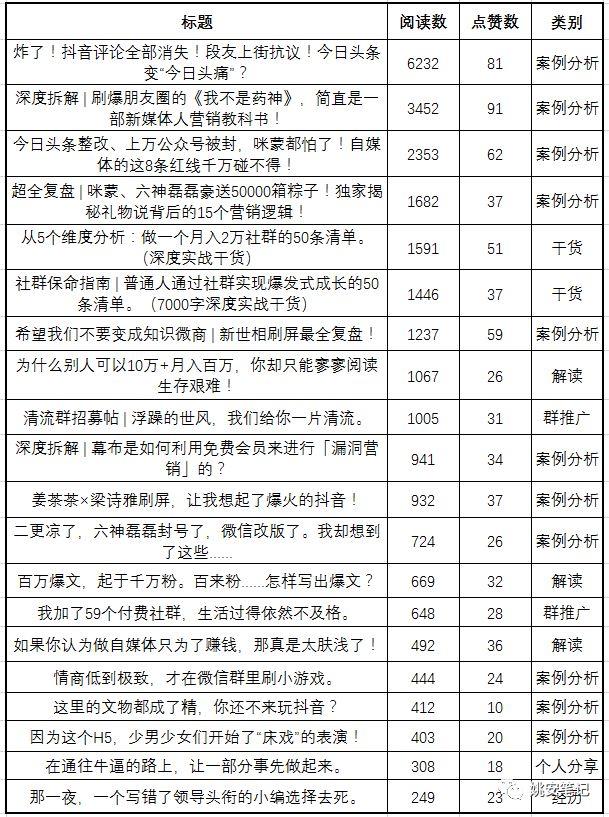 标题 阅读数 点赞数 类别
炸了！抖音评论全部消失！段友上街抗议！今日头条
变“今日头痛”？ 6232 81 案例分析
深度拆解 | 刷爆朋友圈的《我不是药神》，简直是一
部新媒体人营销教科书！ 3452 91 案例分析
今日头条整改、上万公众号被封，咪蒙都怕了！自媒
体的这8条红线千万碰不得！ 2353 62 案例分析
超全复盘 | 咪蒙、六神磊磊豪送50000箱粽子！独家揭
秘礼物说背后的15个营销逻辑！ 1682 37 案例分析
从5个维度分析：做一个月入2万社群的50条清单。
（深度实战干货） 1591 51 干货
社群保命指南 | 普通人通过社群实现爆发式成长的50
条清单。（7000字深度实战干货） 1446 37 干货
希望我们不要变成知识微商 | 新世相刷屏最全复盘！ 1237 59 案例分析
为什么别人可以10万+月入百万，你却只能寥寥阅读
生存艰难！ 1067 26 解读
清流群招募帖 | 浮躁的世风，我们给你一片清流。 1005 31 群推广
深度拆解 | 幕布是如何利用免费会员来进行「漏洞营
销」的？ 941 34 案例分析
姜茶茶×梁诗雅刷屏，让我想起了爆火的抖音！ 932 37 案例分析
二更凉了，六神磊磊封号了，微信改版了。我却想到
了这些...... 724 26 案例分析
百万爆文，起于千万粉。百来粉......怎样写出爆文？ 669 32 解读
我加了59个付费社群，生活过得依然不及格。 648 28 群推广
如果你认为做自媒体只为了赚钱，那真是太肤浅了！ 492 36 解读
情商低到极致，才在微信群里刷小游戏。 444 24 案例分析
这里的文物都成了精，你还不来玩抖音？ 412 10 案例分析
因为这个H5，少男少女们开始了“床戏”的表演！ 403 20 案例分析
在通往牛逼的路上，让一部分事先做起来。 308 18 个人分享
那一夜，一个写错了领导头衔的小编选择去死。 249 23 经历
姚安笔记